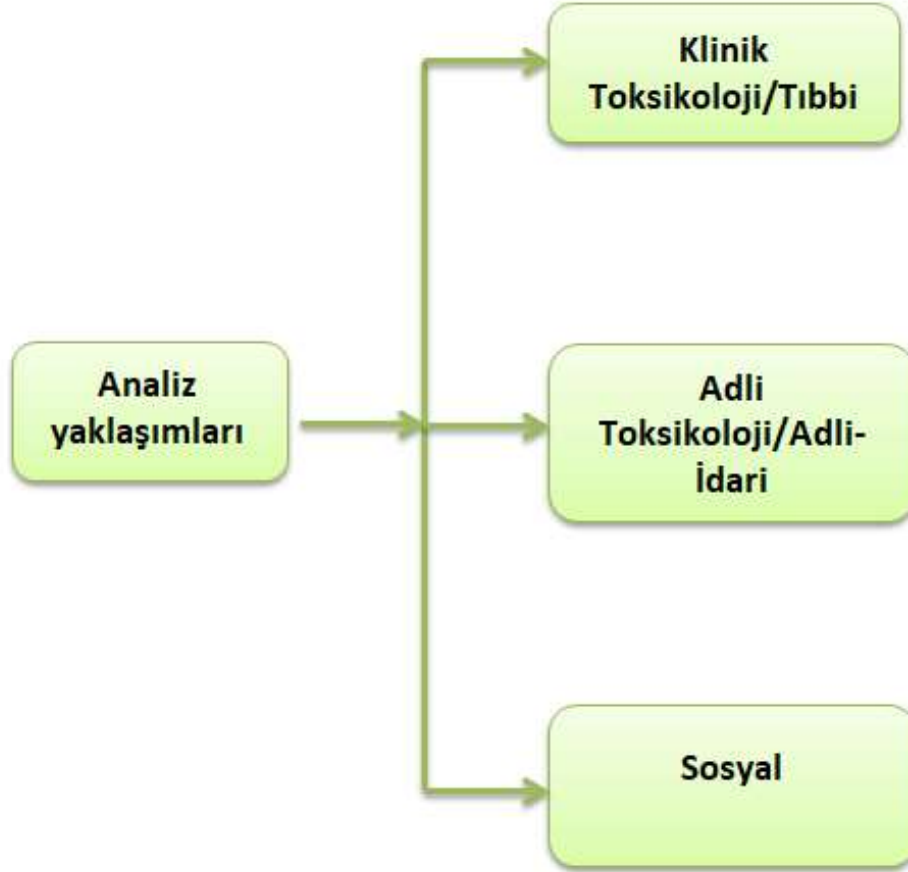 Klinik
Toksikoloji/Tıbbi
Analiz
yaklaşımları
Adli
Toksikoloji/Adli-
İdari
Sosyal